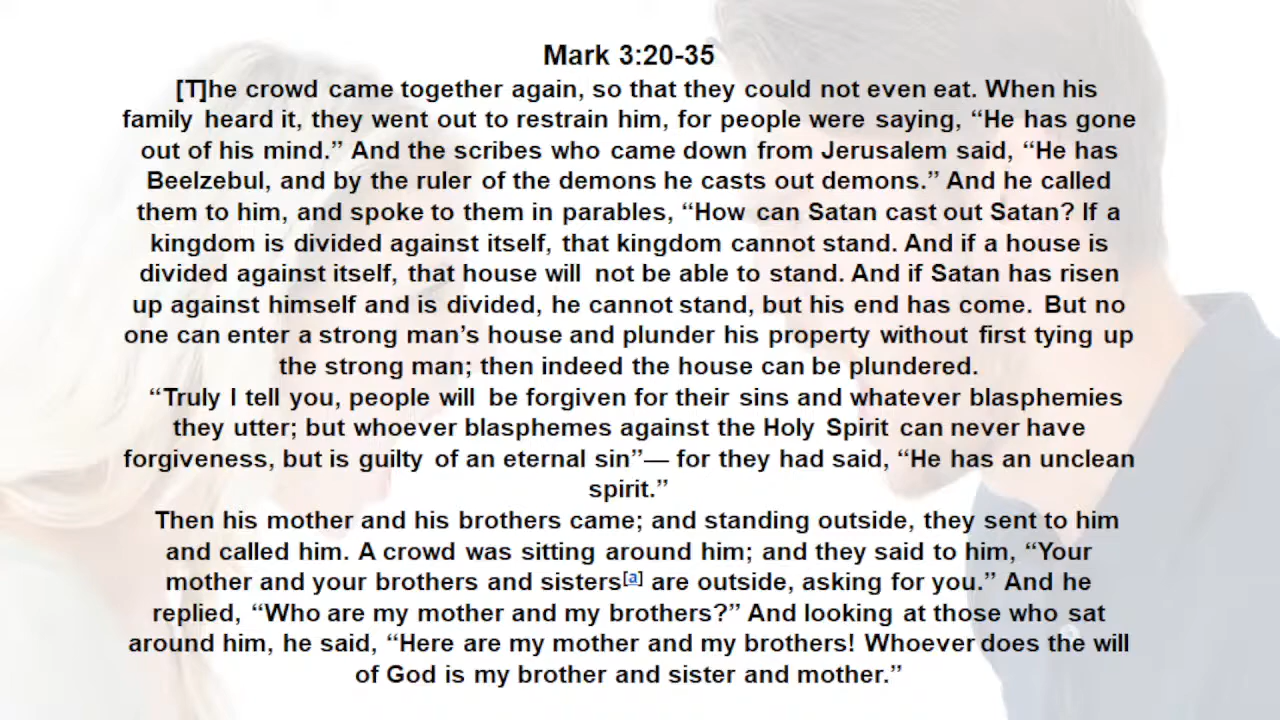 Mark 3:20-35
[T]he crowd came together again, so that they could not even eat. When his
family heard it, they went out to restrain him, for people were saying, “He has gone
out of his mind.” And the scribes who came down from Jerusalem said, “He has
Beelzebul, and by the ruler of the demons he casts out demons.” And he called
them to him, and spoke to them in parables, “How can Satan cast out Satan? If a
kingdom is divided against itself, that kingdom cannot stand. And if a house is
divided against itself, that house will not be able to stand. And if Satan has risen
up against himself and is divided, he cannot stand, but his end has come. But no
one can enter a strong man’s house and plunder his property without first tying up
the strong man; then indeed the house can be plundered.
“Truly I tell you, people will be forgiven for their sins and whatever blasphemies
they utter; but whoever blasphemes against the Holy Spirit can never have
forgiveness, but is guilty of an eternal sin”— for they had said, “He has an unclean
spirit.”
Then his mother and his brothers came; and standing outside, they sent to him
and called him. A crowd was sitting around him; and they said to him, “Your
mother and your brothers and sisters[a] are outside, asking for you.” And he
replied, “Who are my mother and my brothers?” And looking at those who sat
around him, he said, “Here are my mother and my brothers! Whoever does the will
of God is my brother and sister and mother.”